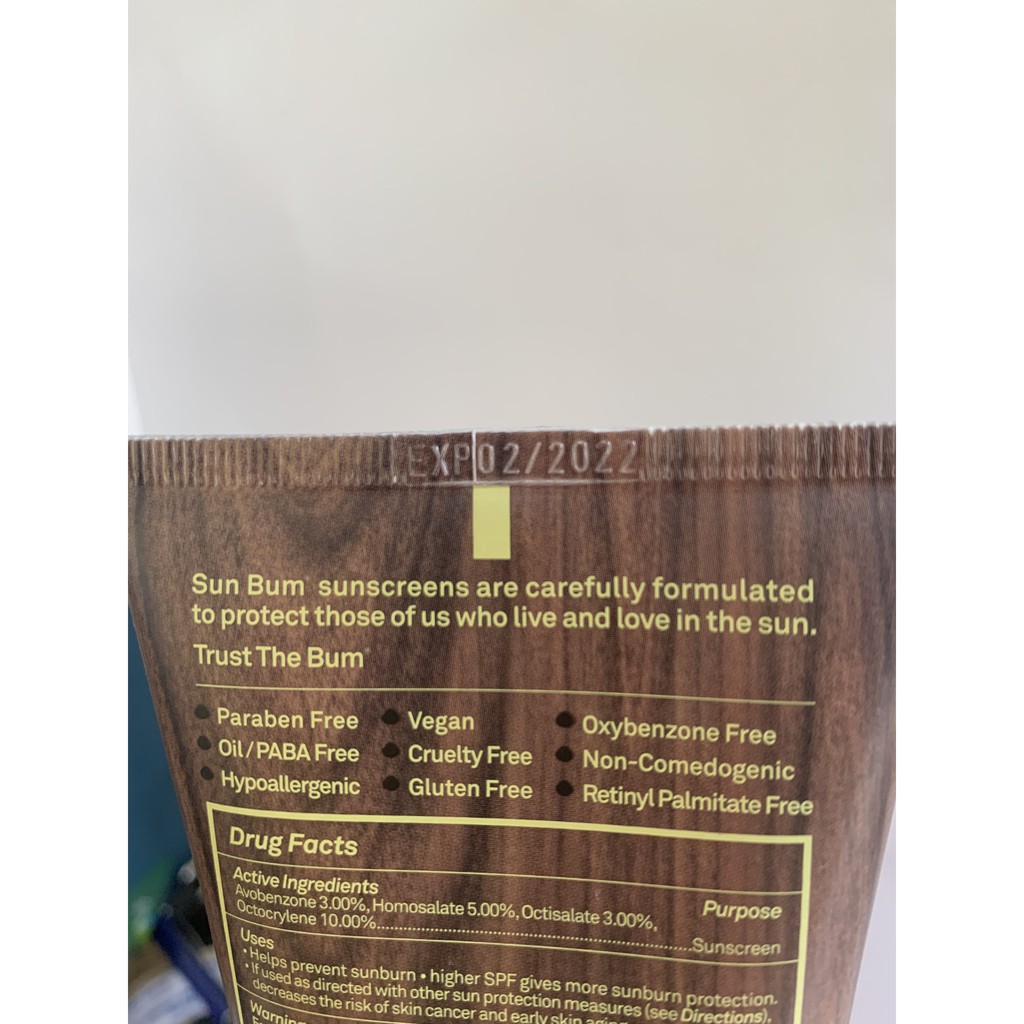 EXP02/2022
Sun Bum sunscreens are carefully formulated
to protect those of us who live and love in the sun.
Trust The Bum
Paraben Free
Vegan
Oxybenzone Free
Oil/PABA Free
Cruelty Free
Non-Comedogenic
Hypoallergenic
Gluten Free
Retinyl Palmitate Free
Drug Facts
Active Ingredients
Purpose
Avobenzone 3.00%, Homosalate 5.00%, Octisalate 3.00%,
Octocrylene 10.00%..........Sunscreen
Uses
• Helps prevent sunburn • higher SPF gives more sunburn protection.
• If used as directed with other sun protection measures (see Directions),
decreases the risk of skin cancer and early skin aging